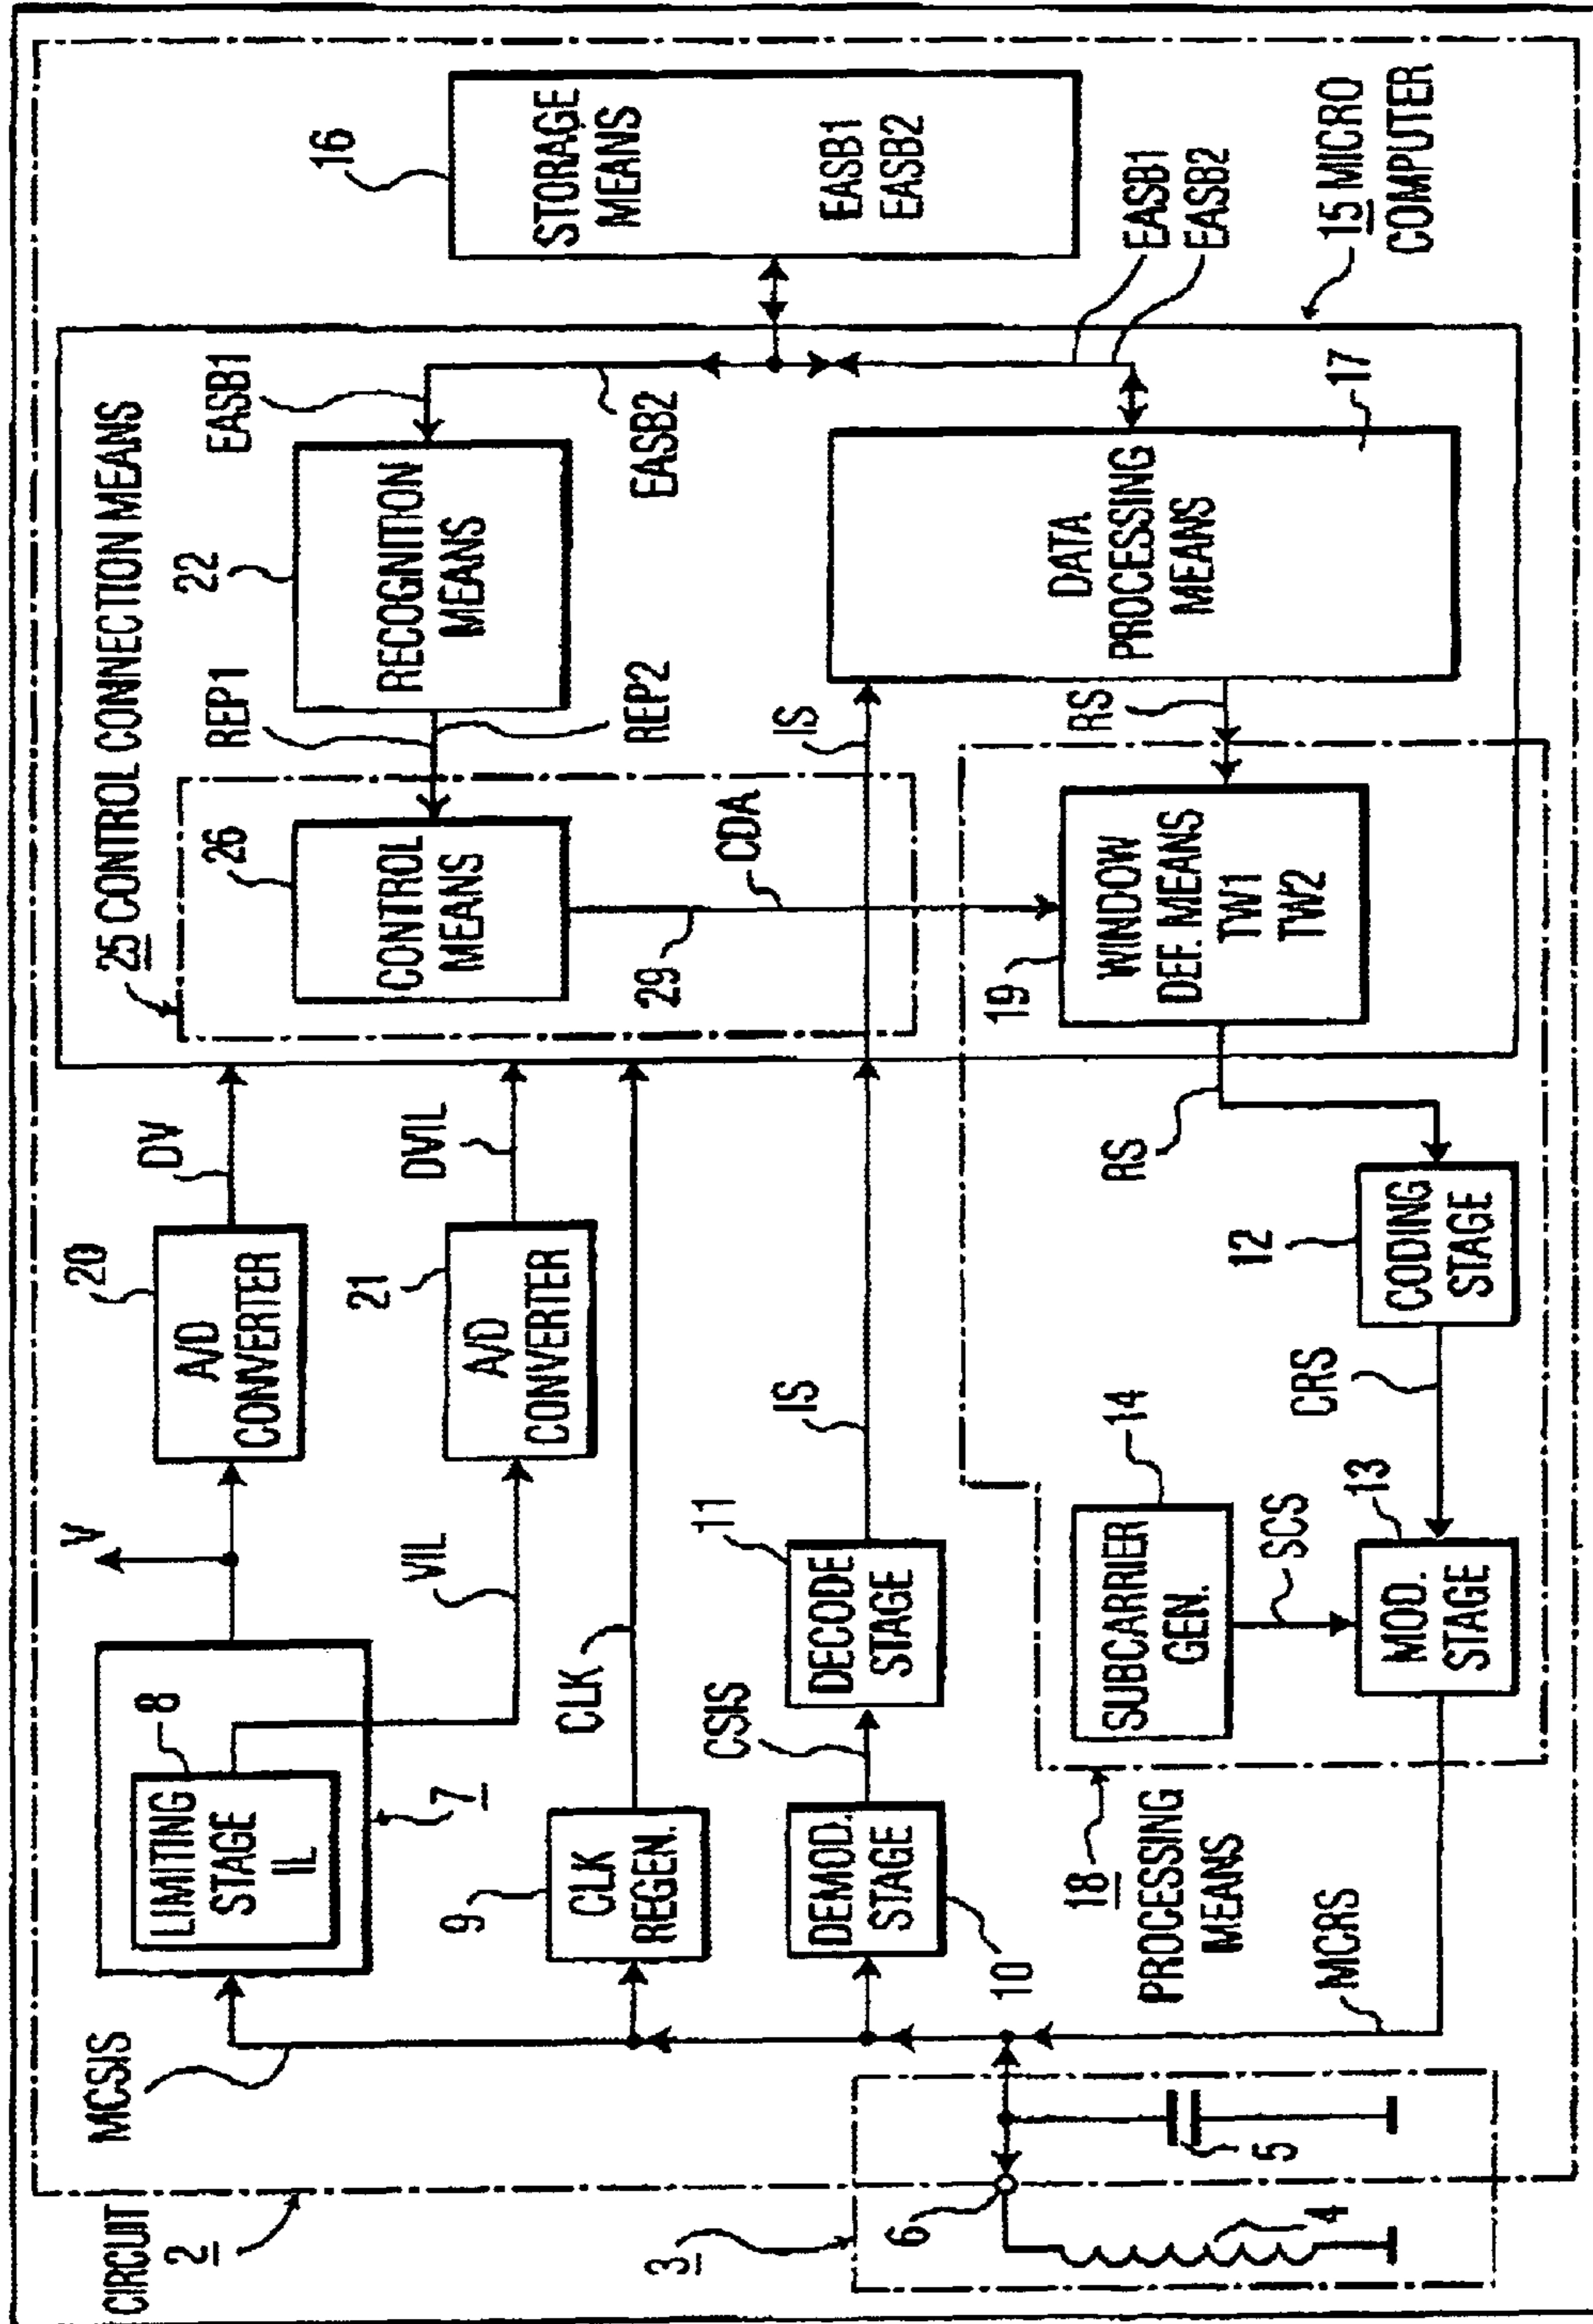 CIRCUIT
2
MCSIS
LIMITING
STAGE
IL
8
7
V
VIL
20
A/D
CONVERTER
DV
21
A/D
CONVERTER
DVIL
9
CLK
REGEN.
CLK
DEMOD.
STAGE
10
CSIS
11
DECODE
STAGE
IS
IS
25 CONTROL CONNECTION MEANS
26
CONTROL
MEANS
REP1
REP2
22
RECOGNITION
MEANS
EASB1
EASB2
16
STORAGE
MEANS
EASB1
EASB2
29
CDA
19
WINDOW
DEF. MEANS
TW1
TW2
RS
DATA
PROCESSING
MEANS
17
EASB1
EASB2
15 MICRO
COMPUTER
18
PROCESSING
MEANS
SUBCARRIER
GEN.
14
SCS
MOD.
STAGE
13
CRS
12
CODING
STAGE
RS
MCRS
3
6
5
4